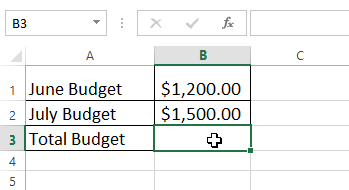 B3
fx
A B C
1 June Budget $1,200.00
2 July Budget $1,500.00
3 Total Budget
4
5